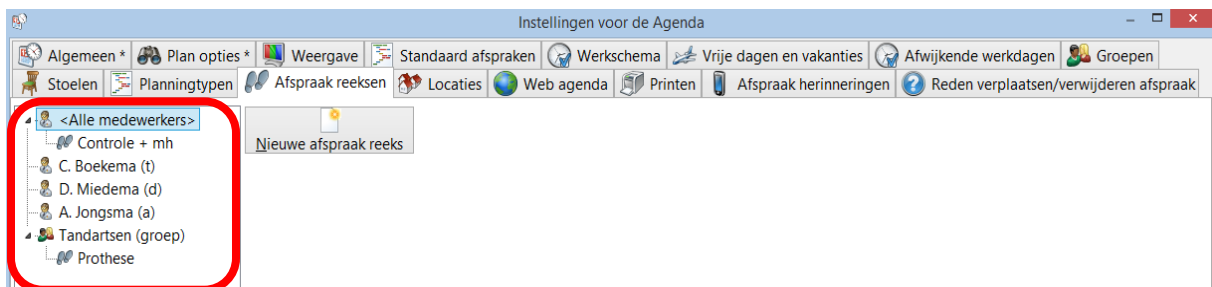 Instellingen voor de Agenda
Algemeen * Plan opties * Weergave Standaard afspraken Werkschema Vrije dagen en vakanties Afwijkende werkdagen Groepen
Stoelen Planningtypen Afspraak reeksen Locaties Web agenda Printen Afspraak herinneringen Reden verplaatsen/verwijderen afspraak
<Alle medewerkers>
Controle + mh
C. Boekema (t)
D. Miedema (d)
A. Jongsma (a)
Tandartsen (groep)
Prothese
Nieuwe afspraak reeks